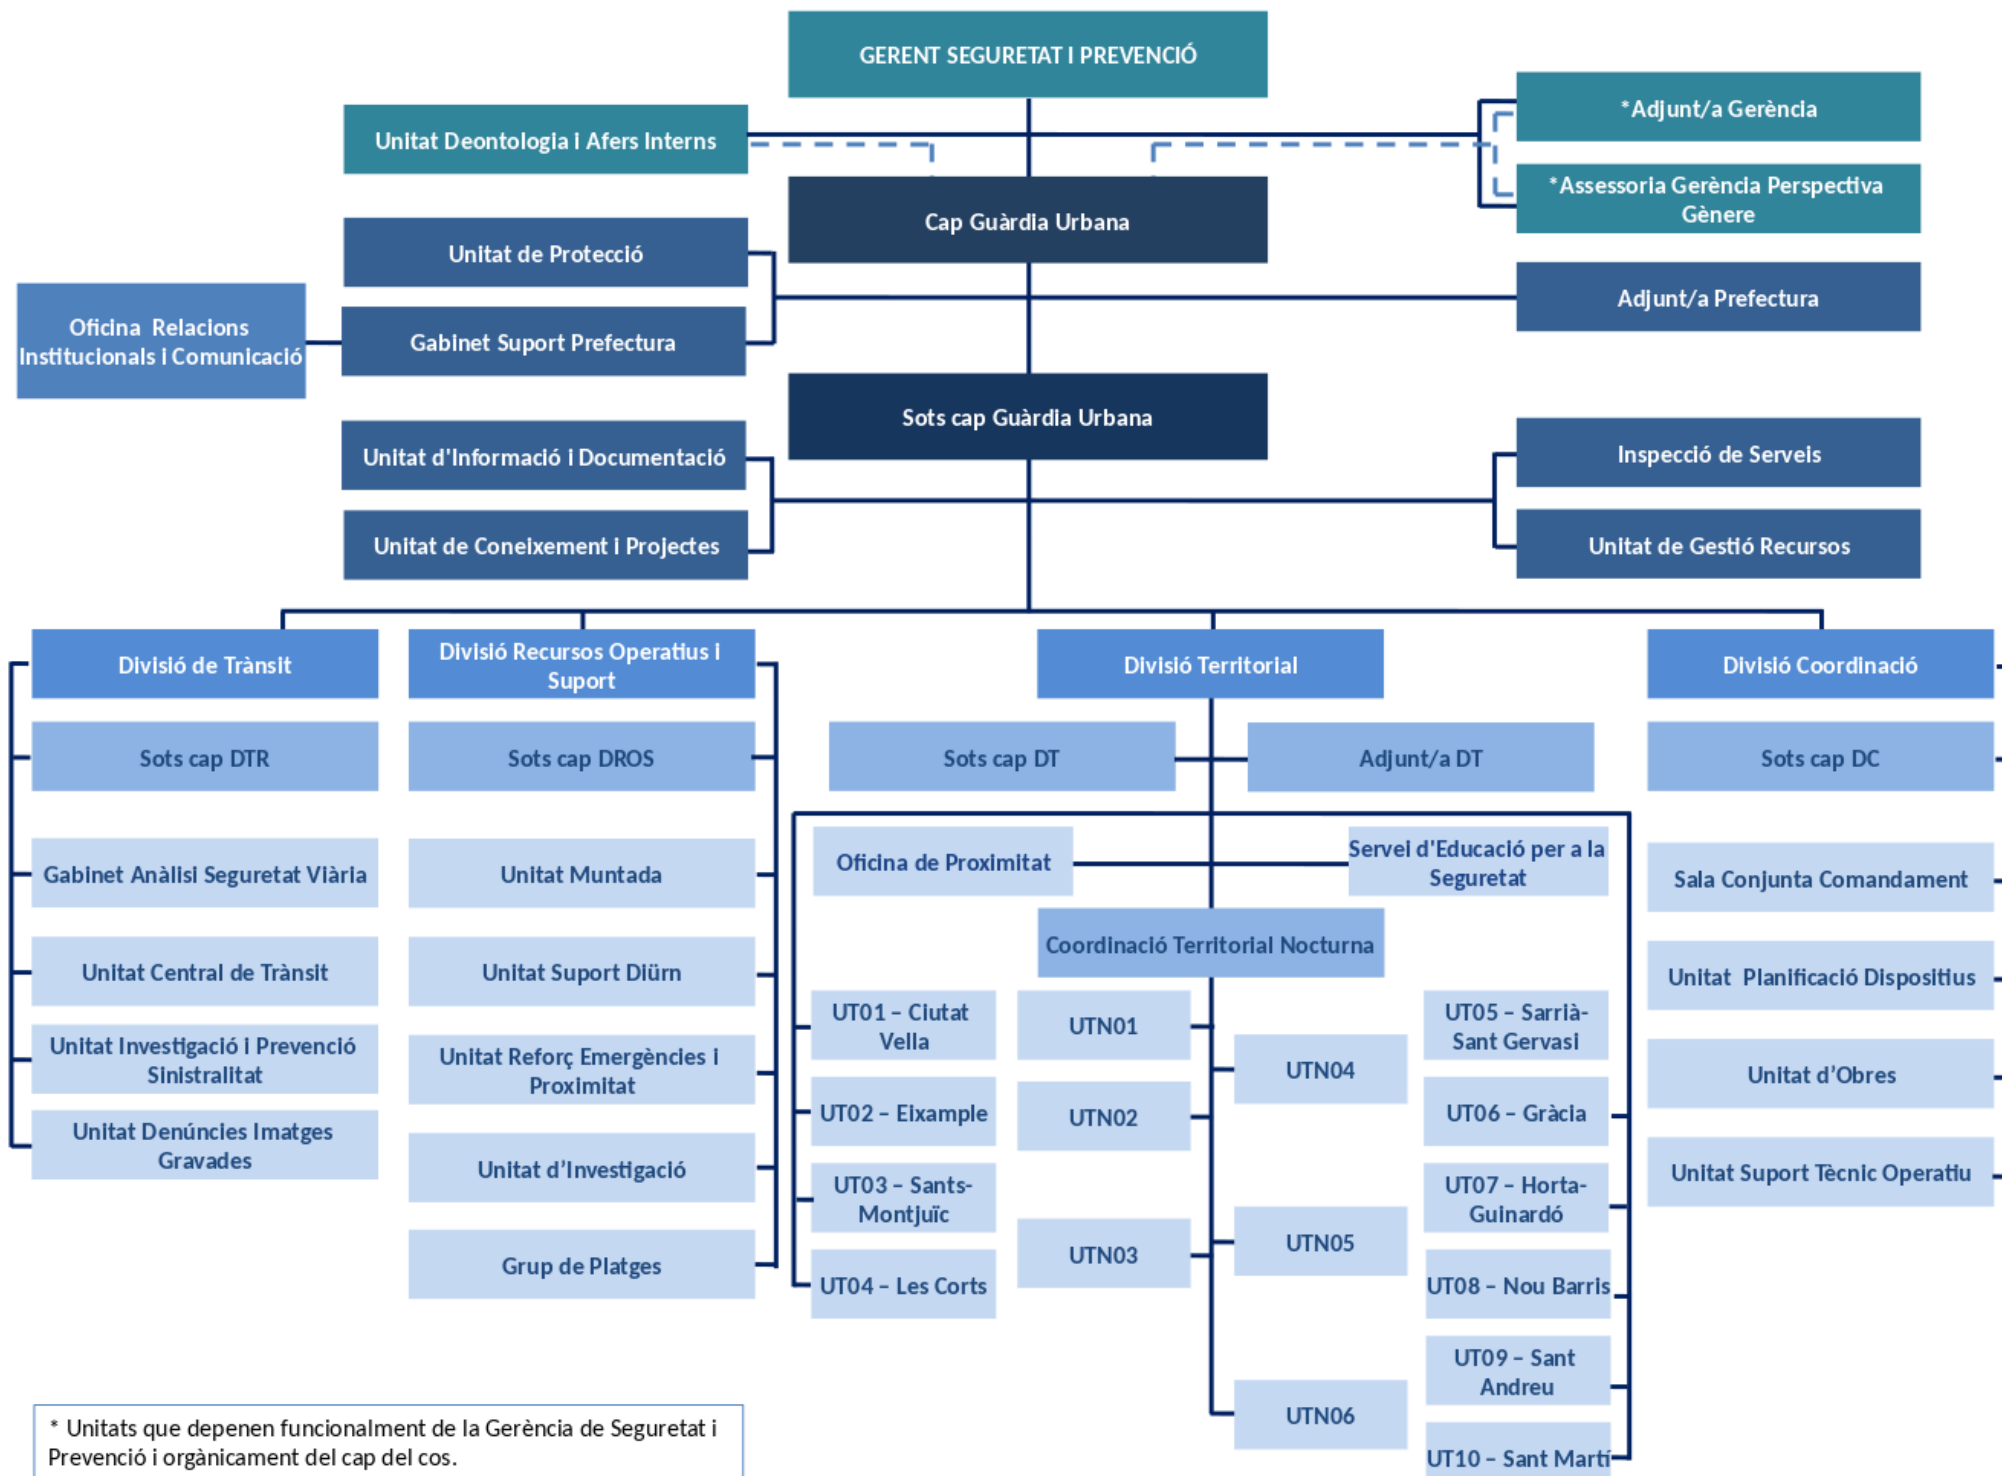 GERENT SEGURETAT I PREVENCIÓ
*Adjunt/a Gerència
Unitat Deontologia i Afers Interns
*Assessoria Gerència Perspectiva
Gènere
Cap Guàrdia Urbana
Unitat de Protecció
Adjunt/a Prefectura
Oficina  Relacions
Institucionals i Comunicació
Gabinet Suport Prefectura
Sots cap Guàrdia Urbana
Unitat d'Informació i Documentació
Inspecció de Serveis
Unitat de Coneixement i Projectes
Unitat de Gestió Recursos
Divisió de Trànsit
Divisió Recursos Operatius i
Suport
Divisió Territorial
Divisió Coordinació
Sots cap DTR
Sots cap DROS
Sots cap DT
Adjunt/a DT
Sots cap DC
Gabinet Anàlisi Seguretat Viària
Unitat Muntada
Oficina de Proximitat
Servei d'Educació per a la
Seguretat
Sala Conjunta Comandament
Coordinació Territorial Nocturna
Unitat Central de Trànsit
Unitat Suport Diürn
Unitat  Planificació Dispositius
UT01 – Ciutat
Vella
UTN01
UT05 – Sarrià-
Sant Gervasi
Unitat Investigació i Prevenció
Sinistralitat
Unitat Reforç Emergències i
Proximitat
UTN04
Unitat d’Obres
UT02 – Eixample
UTN02
UT06 – Gràcia
Unitat Denúncies Imatges
Gravades
Unitat d’Investigació
UT03 – Sants-
Montjuïc
UT07 – Horta-
Guinardó
Unitat Suport Tècnic Operatiu
UTN03
UTN05
Grup de Platges
UT04 – Les Corts
UT08 – Nou Barris
UT09 – Sant
Andreu
UTN06
UT10 – Sant Martí
* Unitats que depenen funcionalment de la Gerència de Seguretat i
Prevenció i orgànicament del cap del cos.